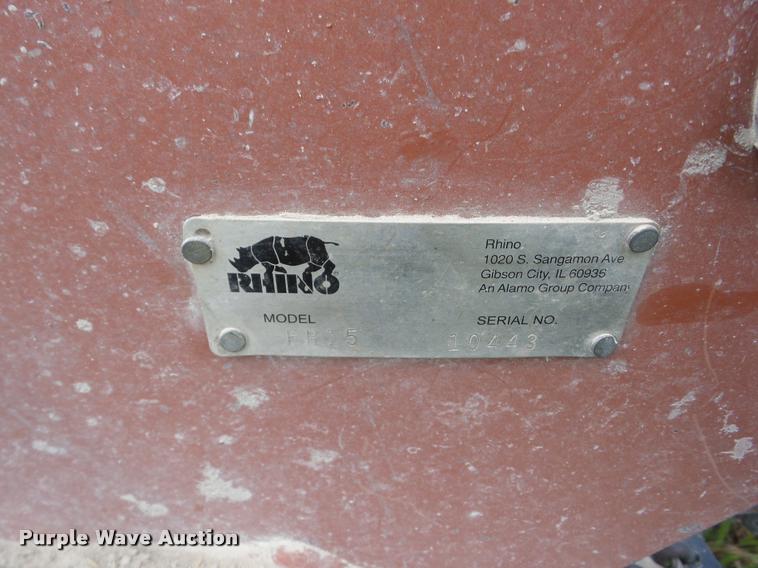 RHINO
Rhino
1020 S. Sangamon Ave
Gibson City, IL 60936
An Alamo Group Company
MODEL
SERIAL NO.
10443
Purple Wave Auction